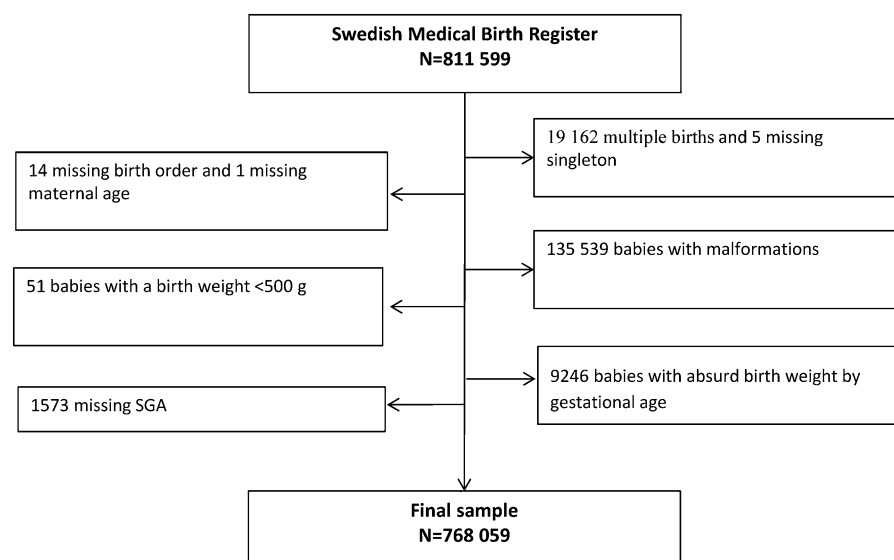 Swedish Medical Birth Register
N=811 599
19 162 multiple births and 5 missing
singleton
14 missing birth order and 1 missing
maternal age
135 539 babies with malformations
51 babies with a birth weight <500 g
9246 babies with absurd birth weight by
gestational age
1573 missing SGA
Final sample
N=768 059